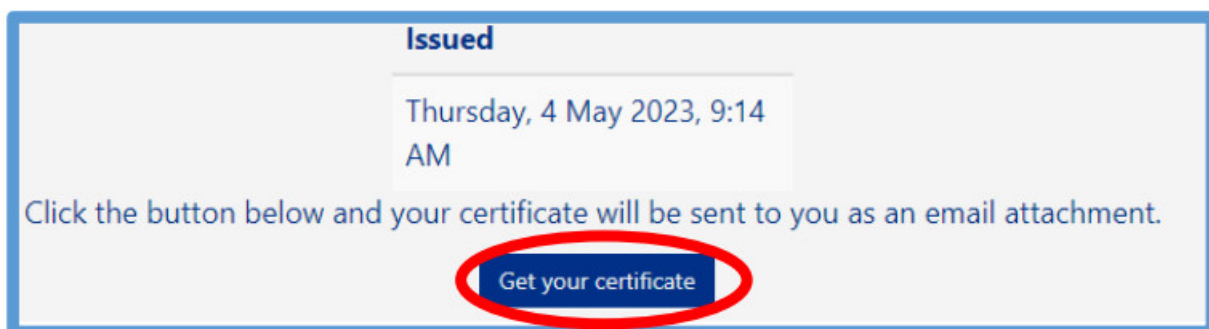 Issued
Thursday, 4 May 2023, 9:14
AM
Click the button below and your certificate will be sent to you as an email attachment.
Get your certificate